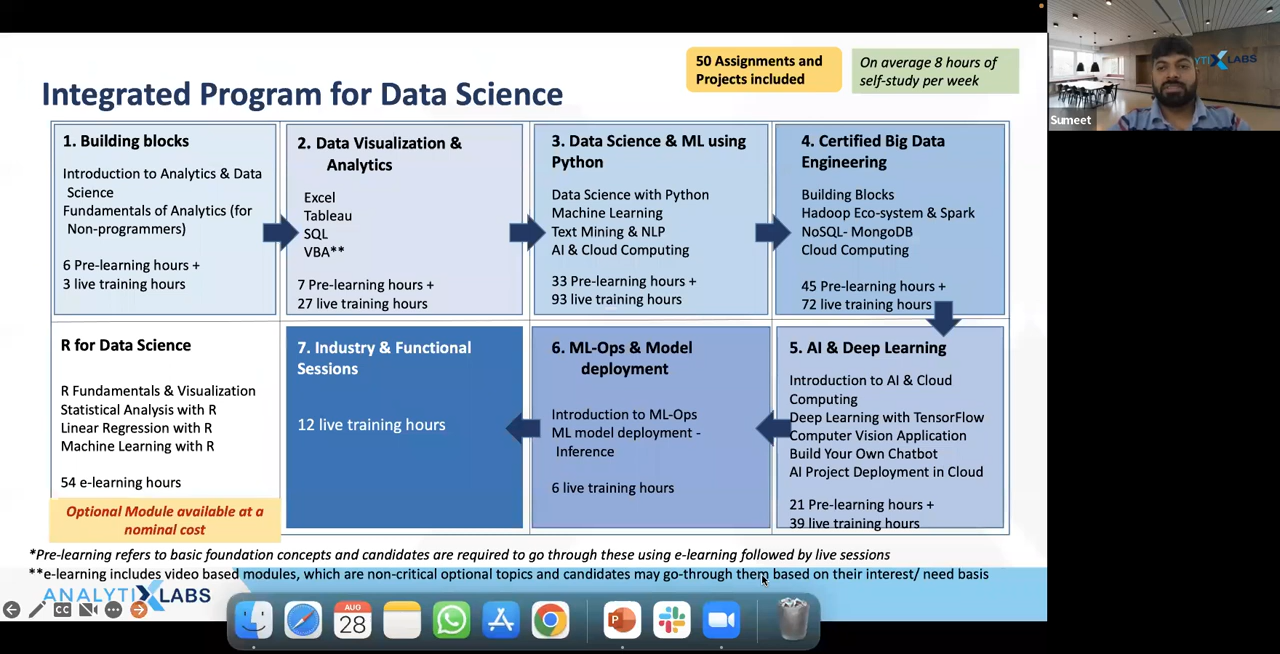 50 Assignments and
Projects included
On average 8 hours of
self-study per week
Integrated Program for Data Science
1. Building blocks
Introduction to Analytics & Data
Science
Fundamentals of Analytics (for
Non-programmers)
6 Pre-learning hours +
3 live training hours
2. Data Visualization &
Analytics
Excel
Tableau
SQL
VBA**
7 Pre-learning hours +
27 live training hours
3. Data Science & ML using
Python
Data Science with Python
Machine Learning
Text Mining & NLP
AI & Cloud Computing
33 Pre-learning hours +
93 live training hours
4. Certified Big Data
Engineering
Building Blocks
Hadoop Eco-system & Spark
NoSQL- MongoDB
Cloud Computing
45 Pre-learning hours +
72 live training hours
R for Data Science
R Fundamentals & Visualization
Statistical Analysis with R
Linear Regression with R
Machine Learning with R
54 e-learning hours
Optional Module available at a
nominal cost
7. Industry & Functional
Sessions
12 live training hours
6. ML-Ops & Model
deployment
Introduction to ML-Ops
ML model deployment -
Inference
6 live training hours
5. AI & Deep Learning
Introduction to AI & Cloud
Computing
Deep Learning with TensorFlow
Computer Vision Application
Build Your Own Chatbot
AI Project Deployment in Cloud
21 Pre-learning hours +
39 live training hours
*Pre-learning refers to basic foundation concepts and candidates are required to go through these using e-learning followed by live sessions
**e-learning includes video based modules, which are non-critical optional topics and candidates may go-through them based on their interest/ need basis
ANALYTIXLABS
CC
AUG
28
P
Sumeet
YTIXLABS